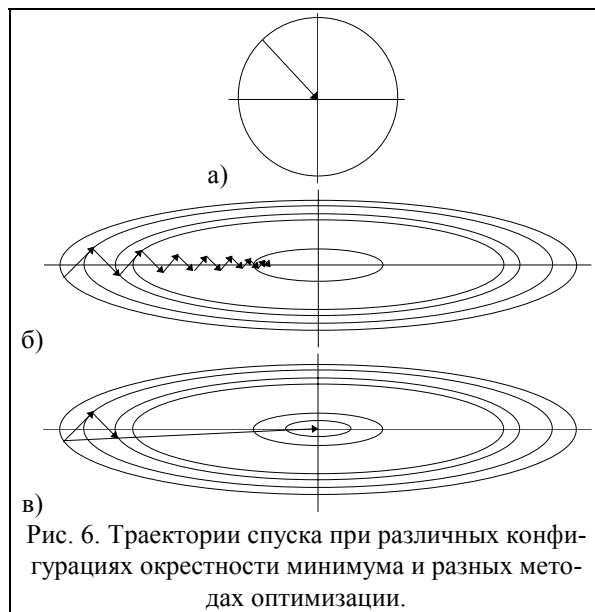 а)
б)
в)
Рис. 6. Траектории спуска при различных конфи-
гурациях окрестности минимума и разных мето-
дах оптимизации.